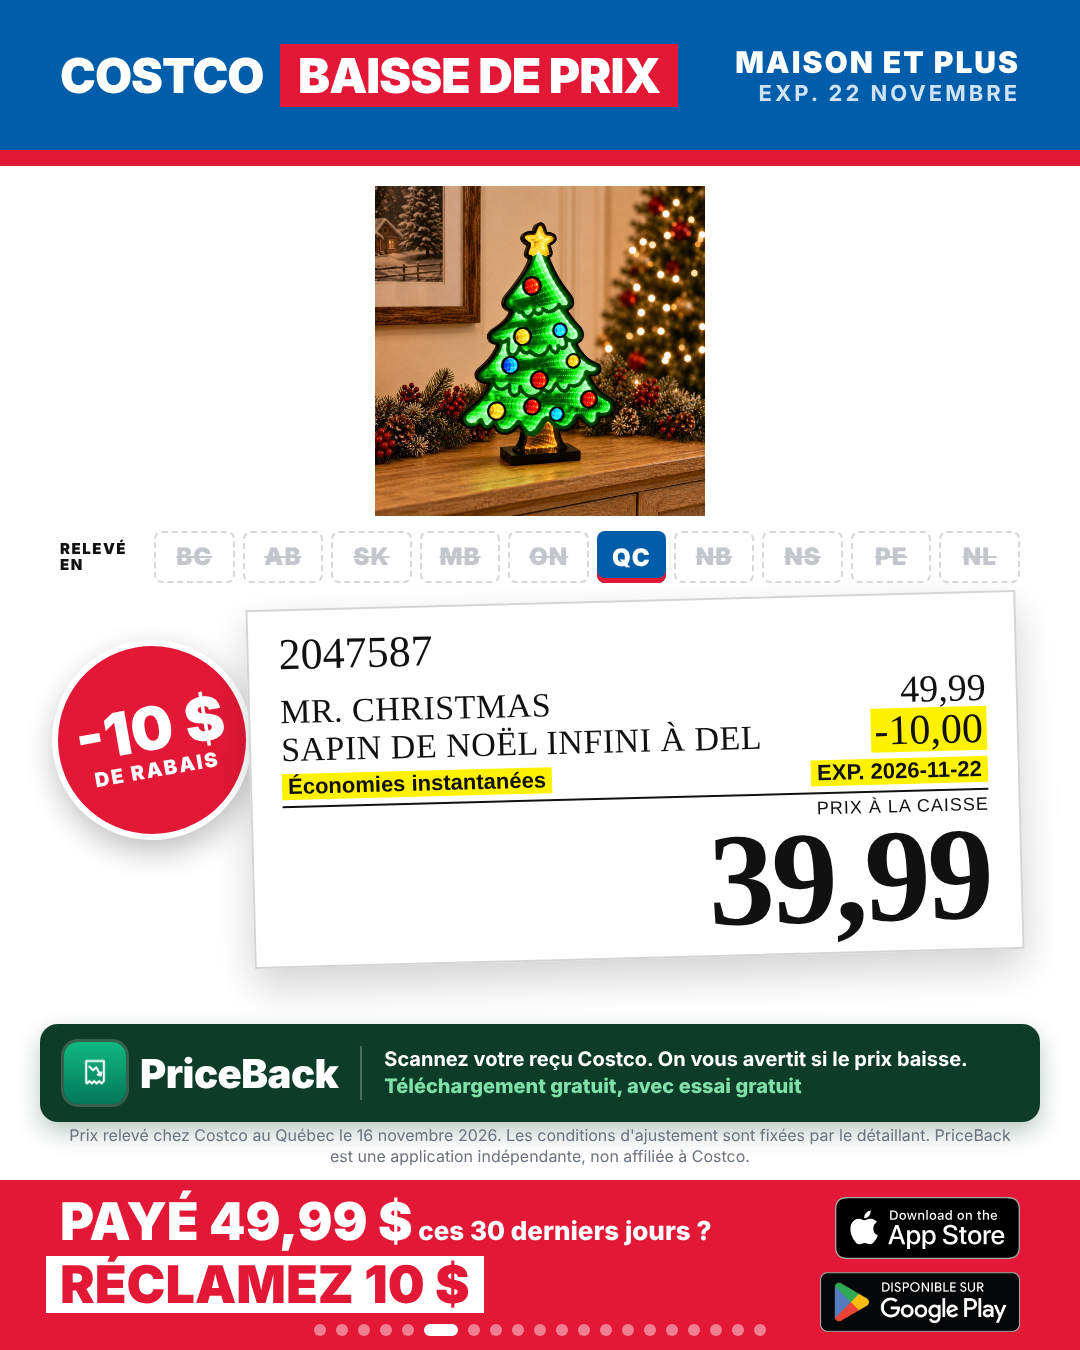 COSTCO BAISSE DE PRIX
MAISON ET PLUS
EXP. 22 NOVEMBRE
RELEVÉ EN
BC AB SK MB ON QC NB NS PE NL
-10 $
DE RABAIS
2047587
MR. CHRISTMAS
SAPIN DE NOËL INFINI À DEL
Économies instantanées
49,99
-10,00
EXP. 2026-11-22
PRIX À LA CAISSE
39,99
PriceBack
Scannez votre reçu Costco. On vous avertit si le prix baisse.
Téléchargement gratuit, avec essai gratuit
Prix relevé chez Costco au Québec le 16 novembre 2026. Les conditions d'ajustement sont fixées par le détaillant. PriceBack
est une application indépendante, non affiliée à Costco.
PAYÉ 49,99 $ ces 30 derniers jours ?
RÉCLAMEZ 10 $
Download on the
App Store
DISPONIBLE SUR
Google Play